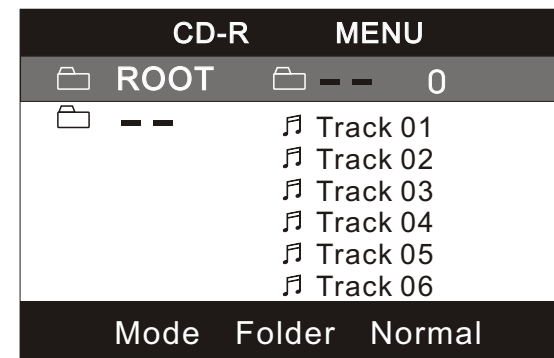 CD-R MENU
ROOT -- 0
--
Track 01
Track 02
Track 03
Track 04
Track 05
Track 06
Mode Folder Normal